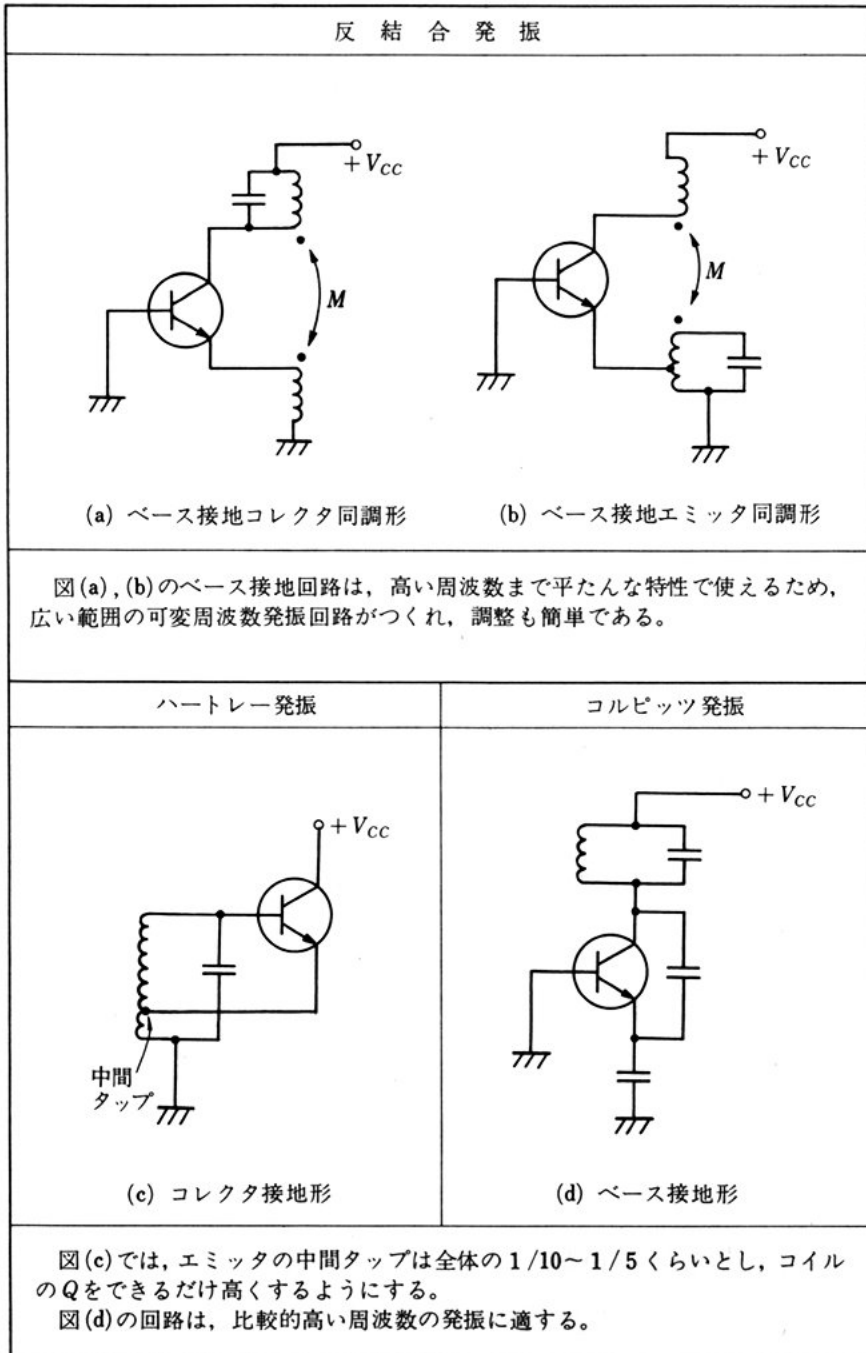 反結合発振
+V_CC
+V_CC
M
M
(a) ベース接地コレクタ同調形
(b) ベース接地エミッタ同調形
図(a),(b)のベース接地回路は,高い周波数まで平たんな特性で使えるため,
広い範囲の可変周波数発振回路がつくれ,調整も簡単である。
ハートレー発振
コルピッツ発振
+V_CC
+V_CC
中間
タップ
(c) コレクタ接地形
(d) ベース接地形
図(c)では,エミッタの中間タップは全体の1/10~1/5くらいとし,コイル
のQをできるだけ高くするようにする。
図(d)の回路は,比較的高い周波数の発振に適する。